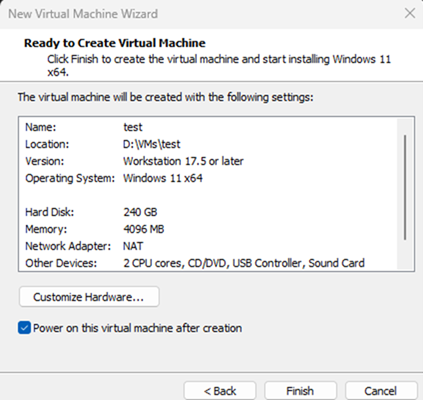 New Virtual Machine Wizard
Ready to Create Virtual Machine
Click Finish to create the virtual machine and start installing Windows 11
x64.
The virtual machine will be created with the following settings:
Name: test
Location: D:\VMs\test
Version: Workstation 17.5 or later
Operating System: Windows 11 x64
Hard Disk: 240 GB
Memory: 4096 MB
Network Adapter: NAT
Other Devices: 2 CPU cores, CD/DVD, USB Controller, Sound Card
Customize Hardware...
Power on this virtual machine after creation
< Back Finish Cancel